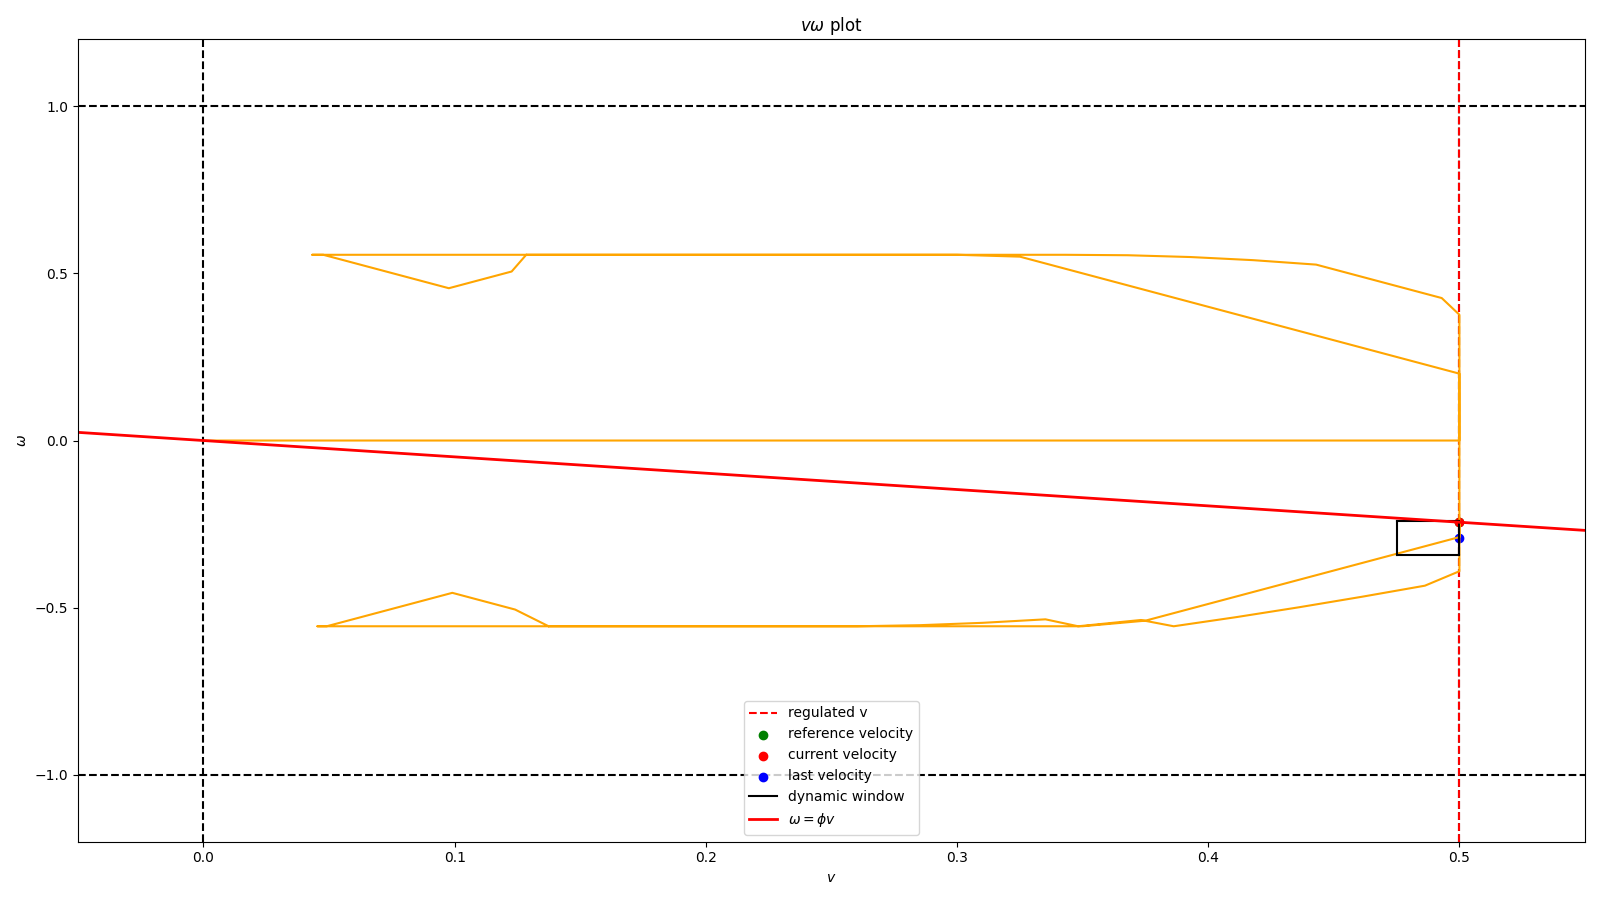 vω plot
1.0
0.5
0.0
−0.5
−1.0
ω
0.0 0.1 0.2 0.3 0.4 0.5
v
regulated v
reference velocity
current velocity
last velocity
dynamic window
ω = ϕv